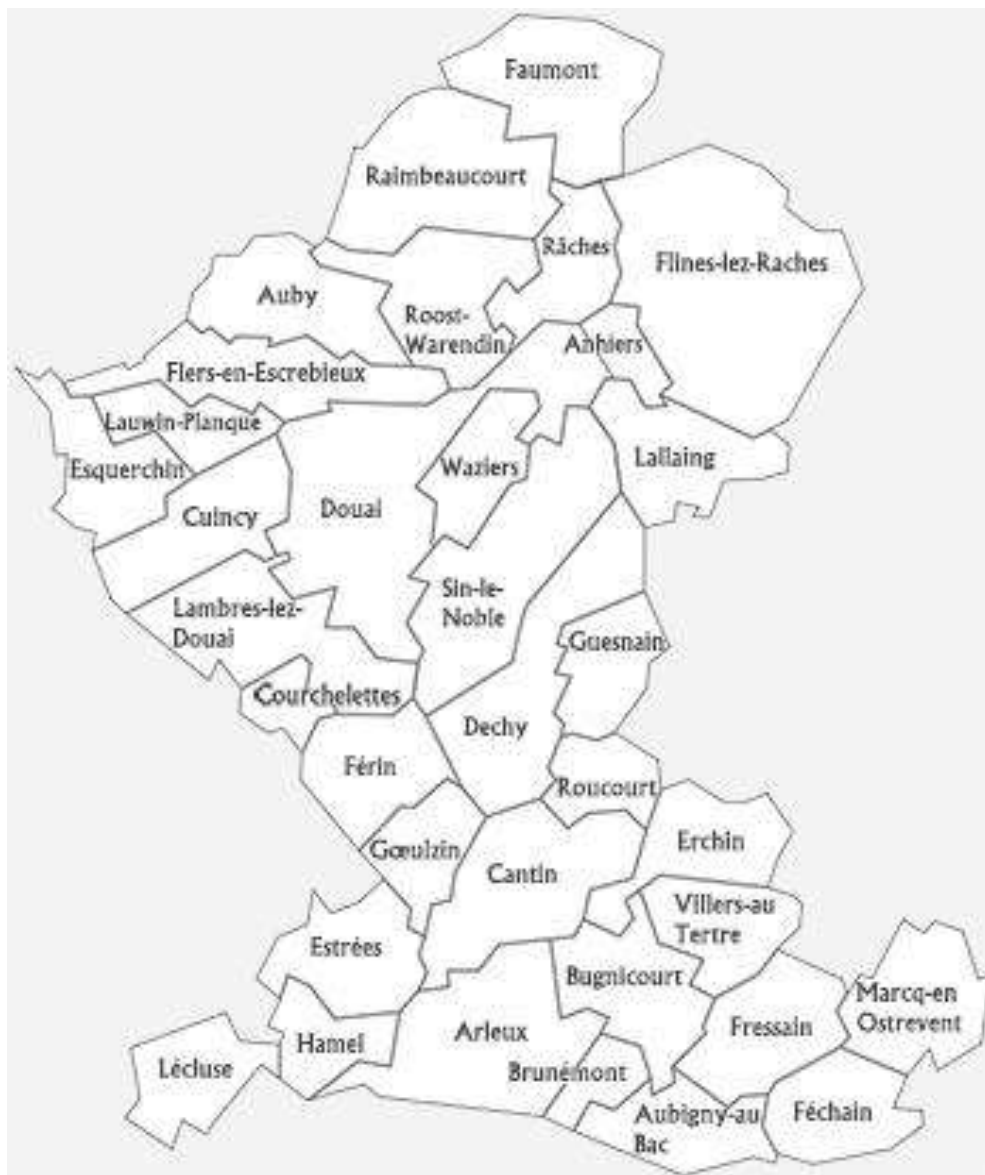 Faumont
Raimbeaucourt
Râches
Flines-lez-Raches
Auby
Roost-
Warendin
Anhiers
Flers-en-Escrebieux
Lauwin-Planque
Esquerchin
Waziers
Lallaing
Cuincy
Douai
Sin-le-
Noble
Lambres-lez-
Douai
Guesnain
Courchelettes
Dechy
Férin
Roucourt
Gœulzin
Cantin
Erchin
Villers-au
Tertre
Estrées
Bugnicourt
Marcq-en
Ostrevent
Arleux
Fressain
Hamel
Lécluse
Brunémont
Aubigny-au
Bac
Féchain